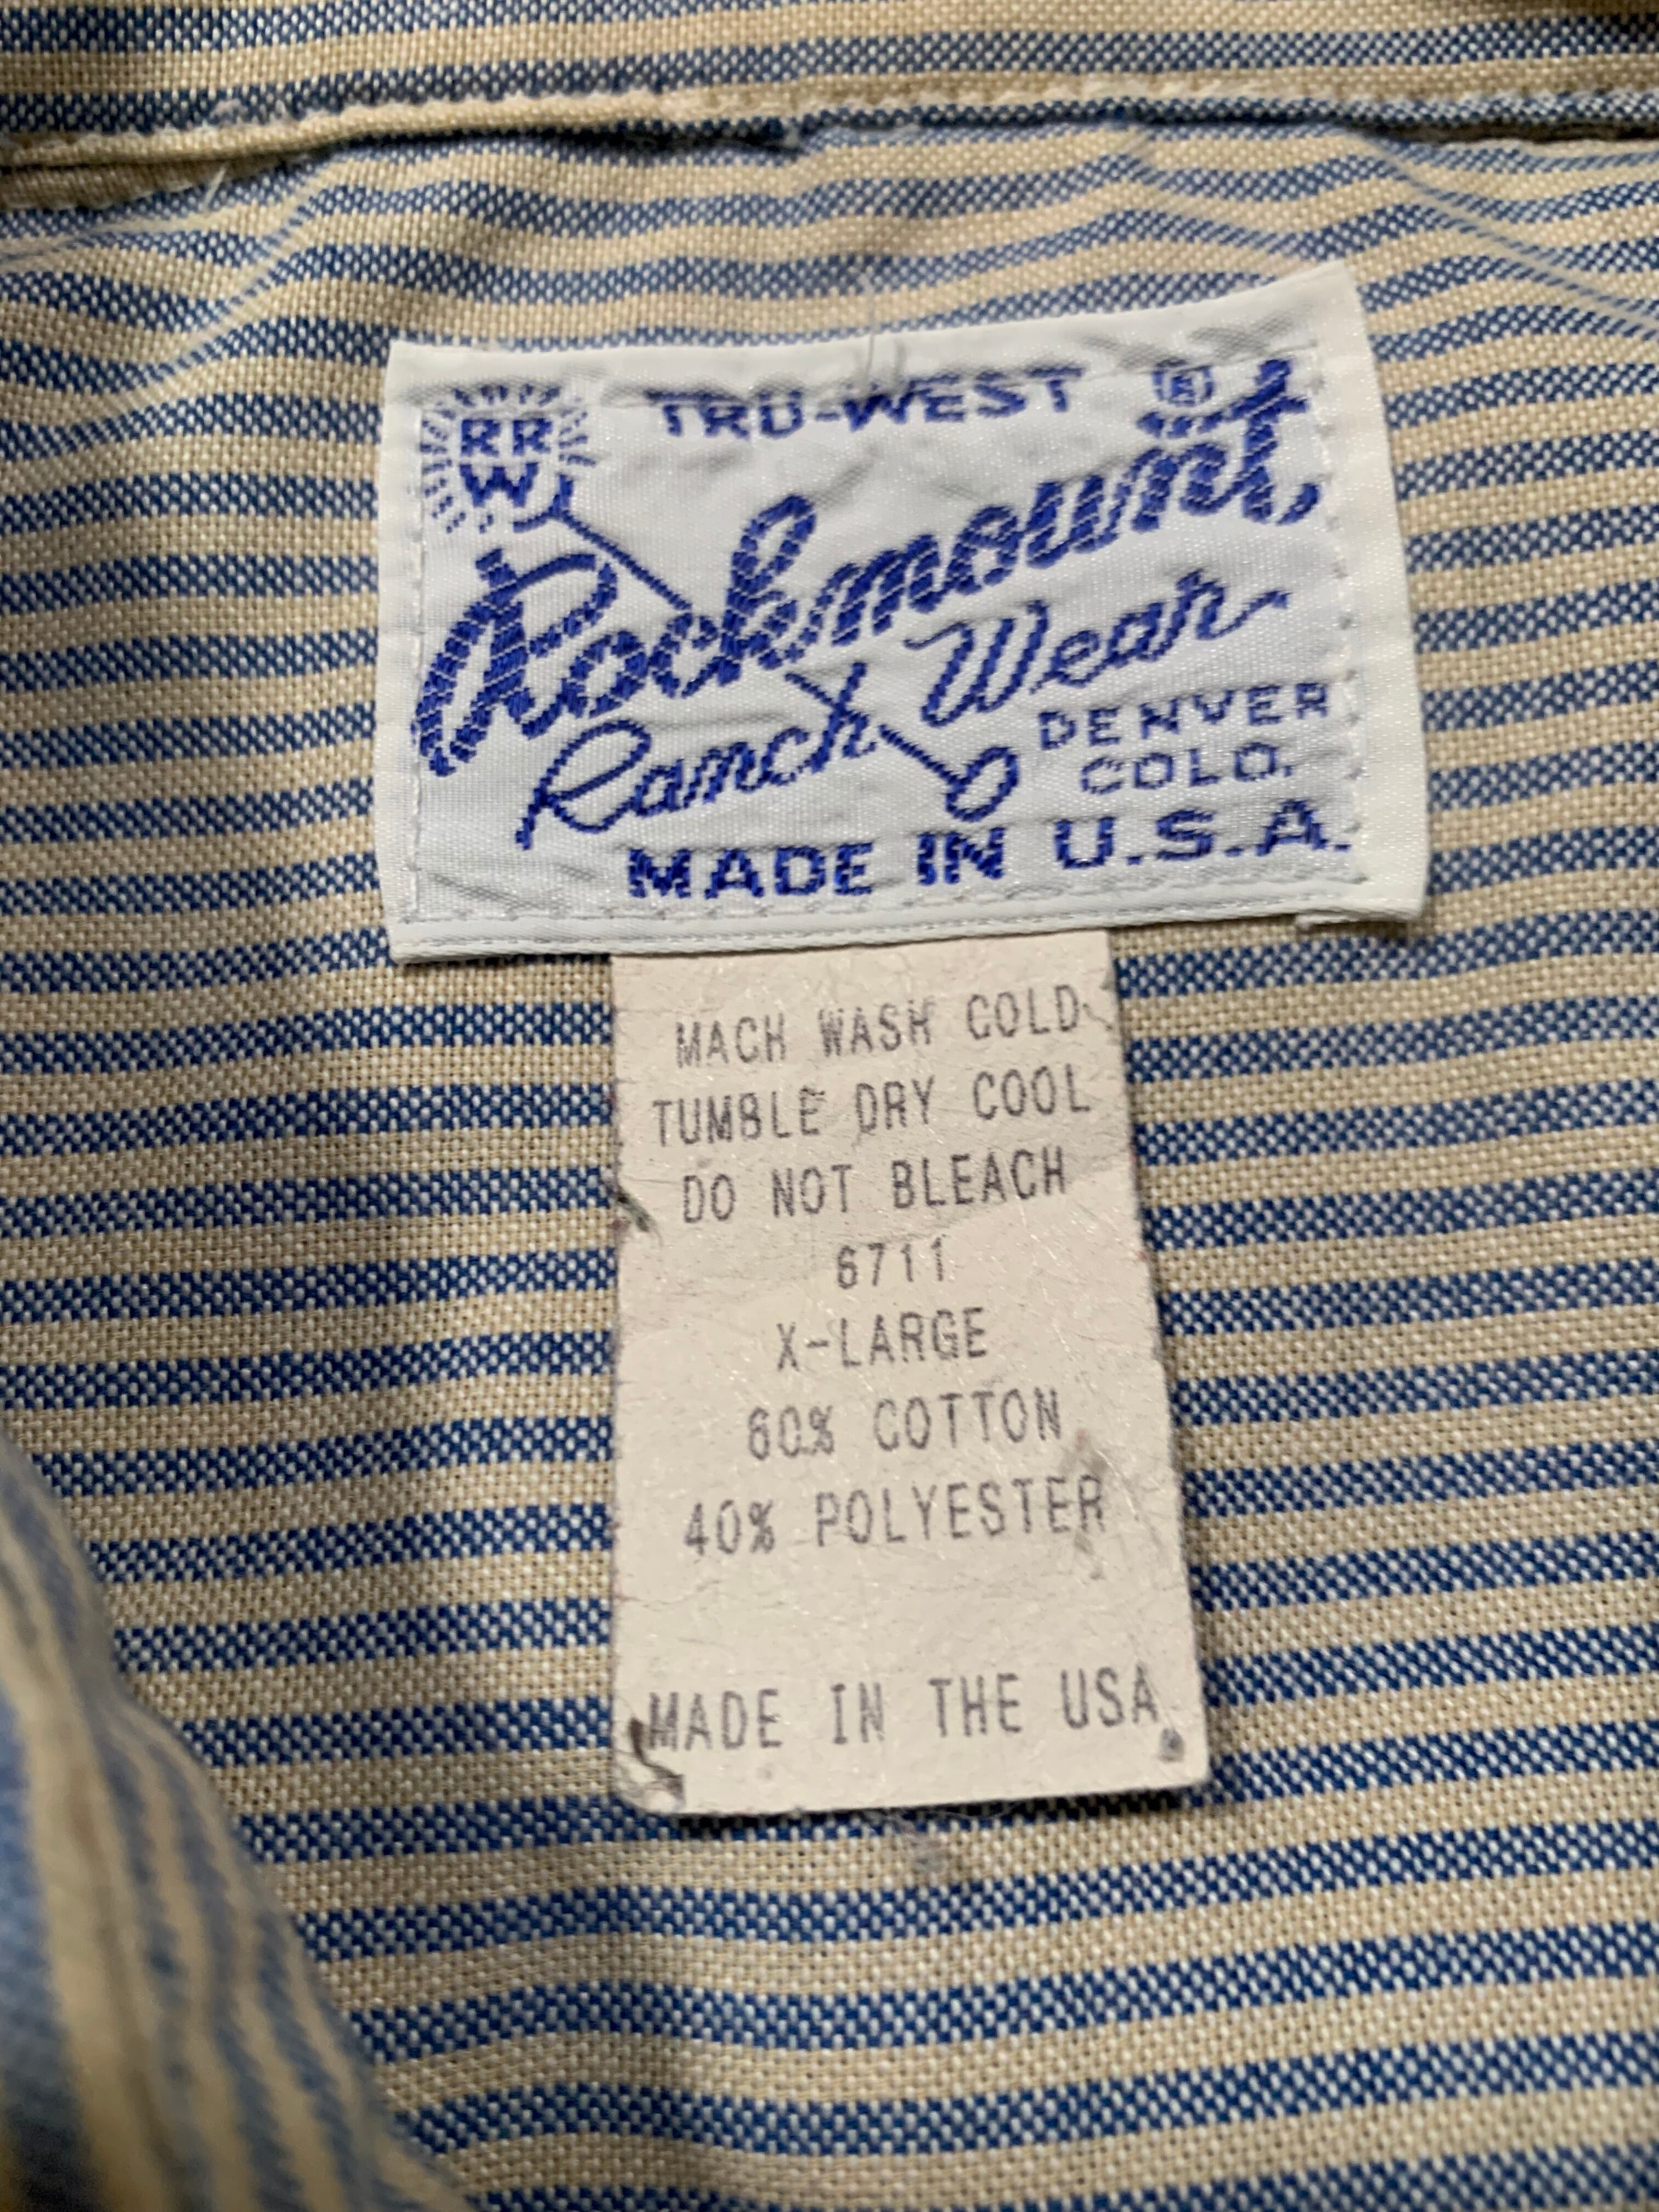 TRU-WEST ®
RR
W
Rockmount
Ranch Wear
DENVER
COLO.
MADE IN U.S.A.
MACH WASH COLD
TUMBLE DRY COOL
DO NOT BLEACH
6711
X-LARGE
60% COTTON
40% POLYESTER
MADE IN THE USA